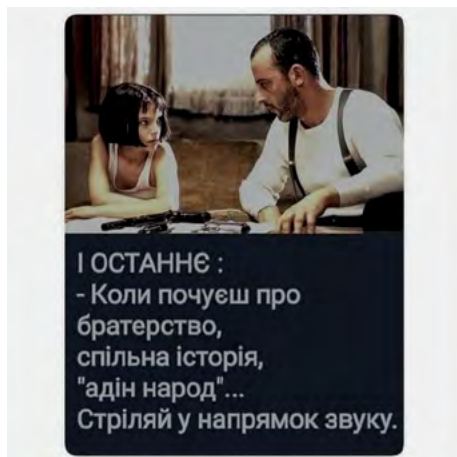 І ОСТАННЄ :
- Коли почуєш про
братерство,
спільна історія,
"адін народ"...
Стріляй у напрямок звуку.